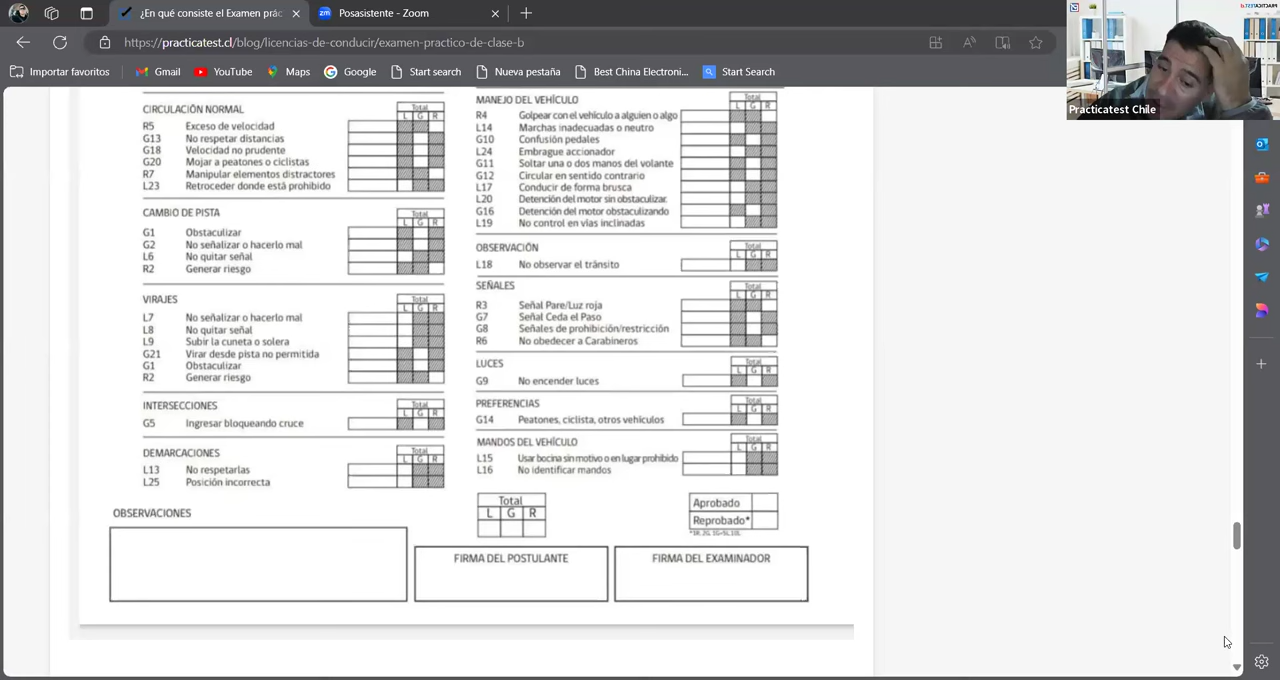 ¿En qué consiste el Examen prác
Posasistente - Zoom
https://practicatest.cl/blog/licencias-de-conducir/examen-practico-de-clase-b
Importar favoritos
Gmail
YouTube
Maps
Google
Start search
Nueva pestaña
Best China Electroni...
Start Search
Practicatest Chile
CIRCULACIÓN NORMAL
Total
L G R
R5 Exceso de velocidad
G13 No respetar distancias
G18 Velocidad no prudente
G20 Mojar a peatones o ciclistas
R7 Manipular elementos distractores
L23 Retroceder donde está prohibido
CAMBIO DE PISTA
Total
L G R
G1 Obstaculizar
G2 No señalizar o hacerlo mal
L6 No quitar señal
R2 Generar riesgo
VIRAJES
Total
L G R
L7 No señalizar o hacerlo mal
L8 No quitar señal
L9 Subir la cuneta o solera
G21 Virar desde pista no permitida
G1 Obstaculizar
R2 Generar riesgo
INTERSECCIONES
Total
L G R
G5 Ingresar bloqueando cruce
DEMARCACIONES
Total
L G R
L13 No respetarlas
L25 Posición incorrecta
MANEJO DEL VEHÍCULO
Total
L G R
R4 Golpear con el vehículo a alguien o algo
L14 Marchas inadecuadas o neutro
G10 Confusión pedales
L24 Embrague accionador
G11 Soltar una o dos manos del volante
G12 Circular en sentido contrario
L17 Conducir de forma brusca
L20 Detención del motor sin obstaculizar.
G16 Detención del motor obstaculizando
L19 No control en vías inclinadas
OBSERVACIÓN
Total
L G R
L18 No observar el tránsito
SEÑALES
Total
L G R
R3 Señal Pare/Luz roja
G7 Señal Ceda el Paso
G8 Señales de prohibición/restricción
R6 No obedecer a Carabineros
LUCES
Total
L G R
G9 No encender luces
PREFERENCIAS
Total
L G R
G14 Peatones, ciclista, otros vehículos
MANDOS DEL VEHÍCULO
Total
L G R
L15 Usar bocina sin motivo o en lugar prohibido
L16 No identificar mandos
Total
L G R
Aprobado
Reprobado*
*1R, 2G, 1G+5L, 10L
OBSERVACIONES
FIRMA DEL POSTULANTE
FIRMA DEL EXAMINADOR